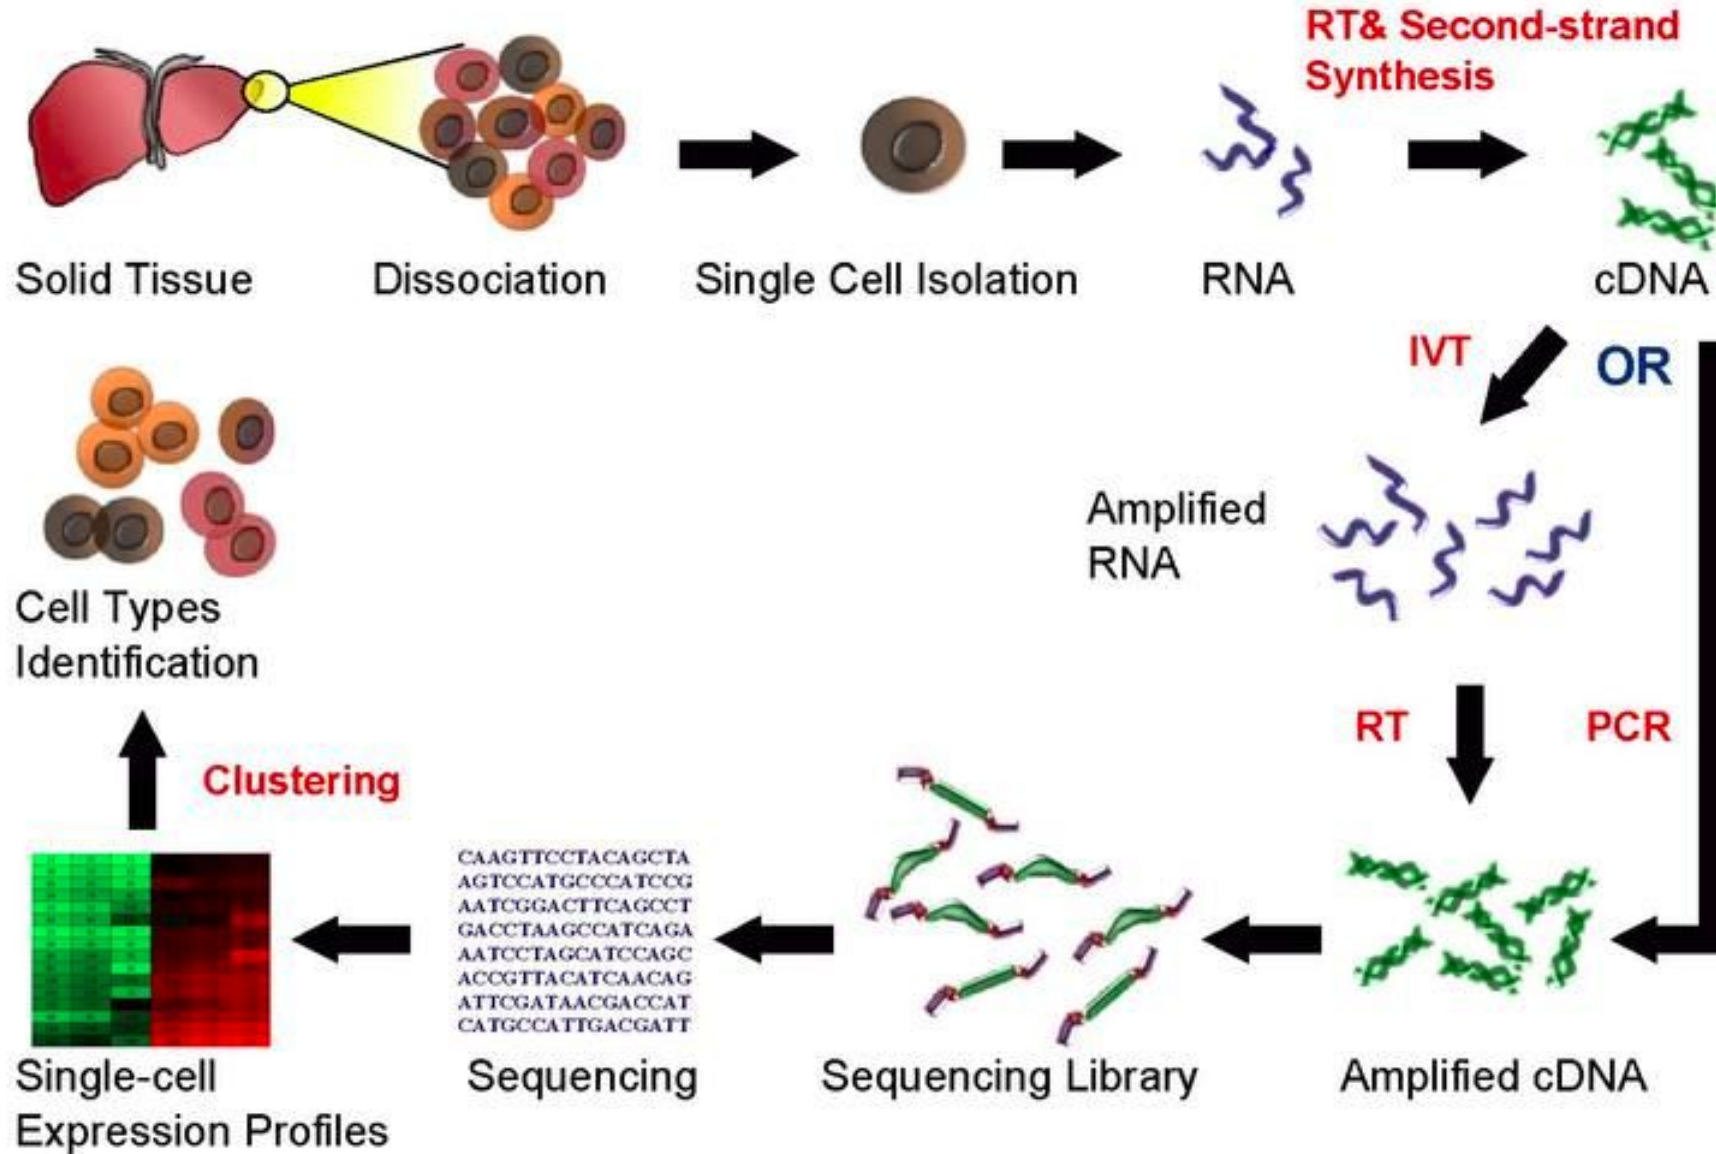 RT& Second-strand
Synthesis
Solid Tissue
Dissociation
Single Cell Isolation
RNA
cDNA
IVT
OR
Amplified
RNA
RT
PCR
Amplified cDNA
Sequencing Library
CAAGTTCCTACAGCTA
AGTCCATGCCCATCCG
AATCGGACTTCAGCCT
GACCTAAGCCATCAGA
AATCCTAGCATCCAGC
ACCGTTACATCAACAG
ATTCGATAACGACCAT
CATGCCATTGACGATT
Sequencing
Single-cell
Expression Profiles
Clustering
Cell Types
Identification